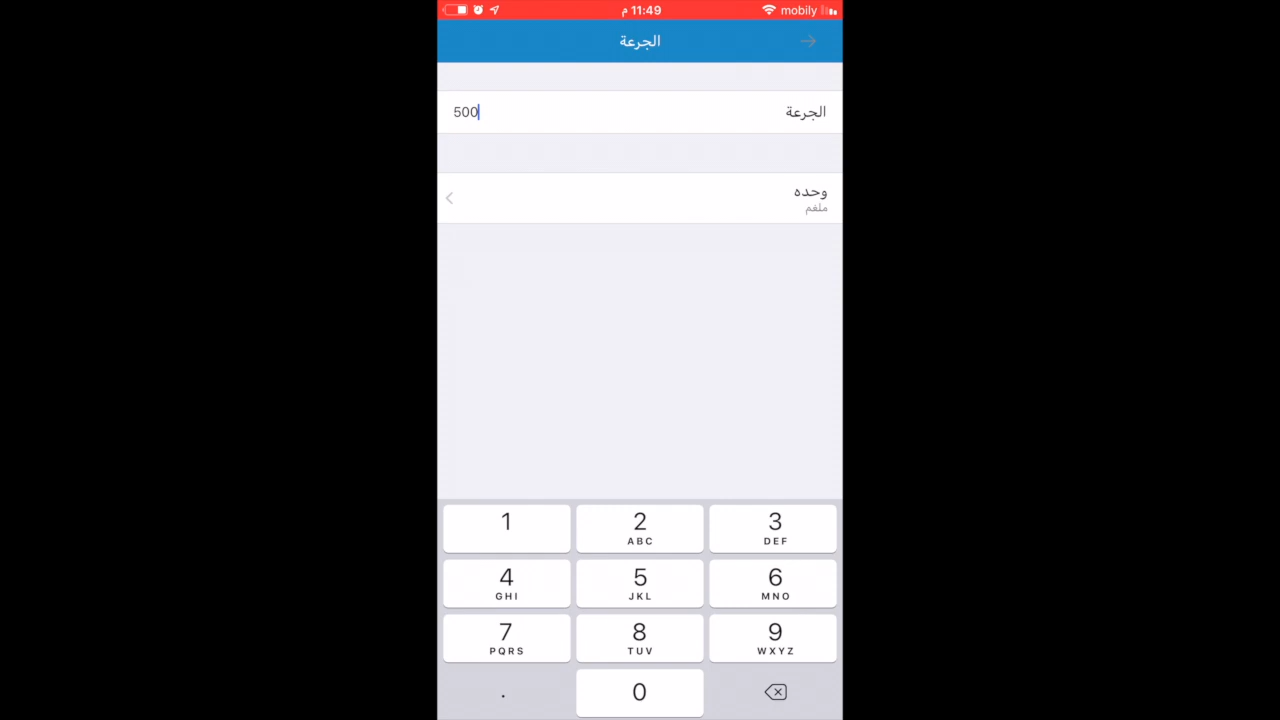 11:49 م mobily
الجرعة
الجرعة 500
وحده
ملغم
1 2 3
ABC DEF
4 5 6
GHI JKL MNO
7 8 9
PQRS TUV WXYZ
. 0